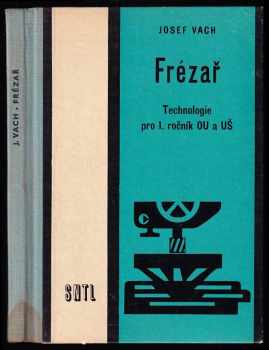 J. VACH - FRÉZAŘ
JOSEF VACH
Frézař
Technologie
pro 1. ročník OU a UŠ
SNTL